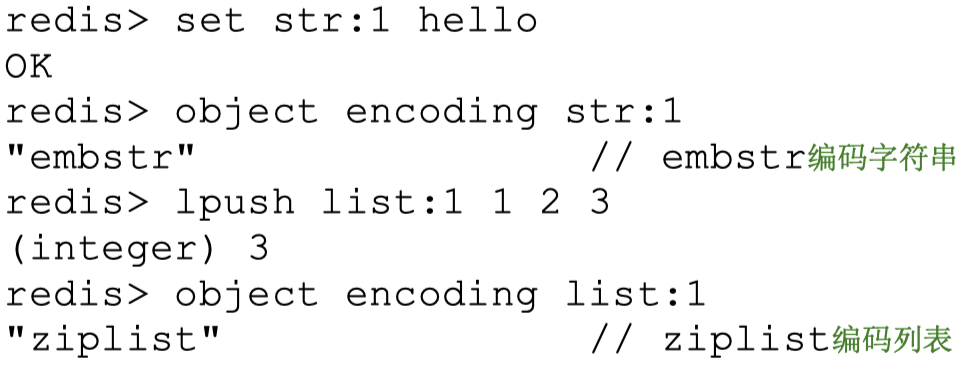 redis> set str:1 hello
OK
redis> object encoding str:1
"embstr" // embstr编码字符串
redis> lpush list:1 1 2 3
(integer) 3
redis> object encoding list:1
"ziplist" // ziplist编码列表